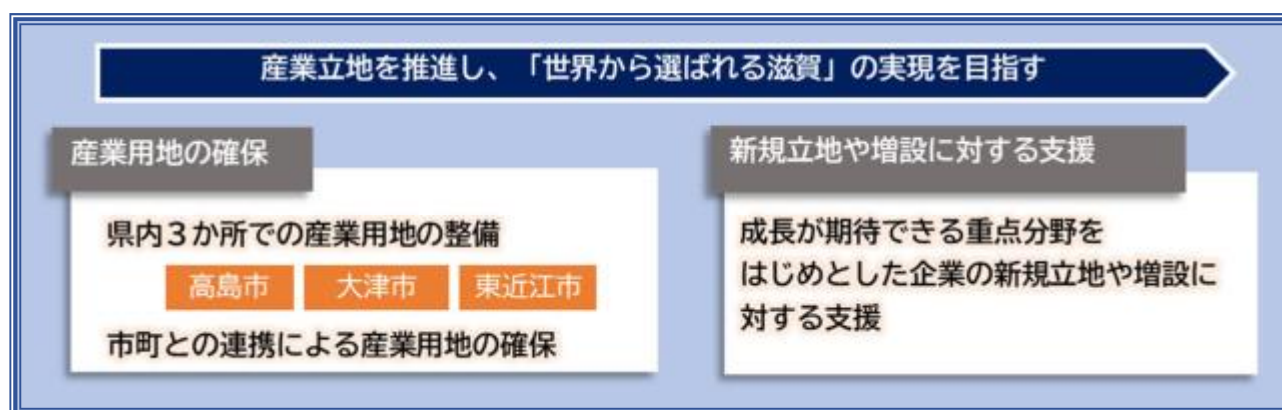 産業立地を推進し、「世界から選ばれる滋賀」の実現を目指す
産業用地の確保
県内３か所での産業用地の整備
高島市 大津市 東近江市
市町との連携による産業用地の確保
新規立地や増設に対する支援
成長が期待できる重点分野を
はじめとした企業の新規立地や増設に
対する支援